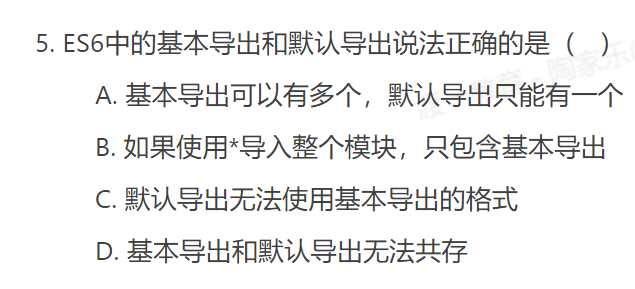 5. ES6中的基本导出和默认导出说法正确的是（ ）
A. 基本导出可以有多个，默认导出只能有一个
B. 如果使用*导入整个模块，只包含基本导出
C. 默认导出无法使用基本导出的格式
D. 基本导出和默认导出无法共存